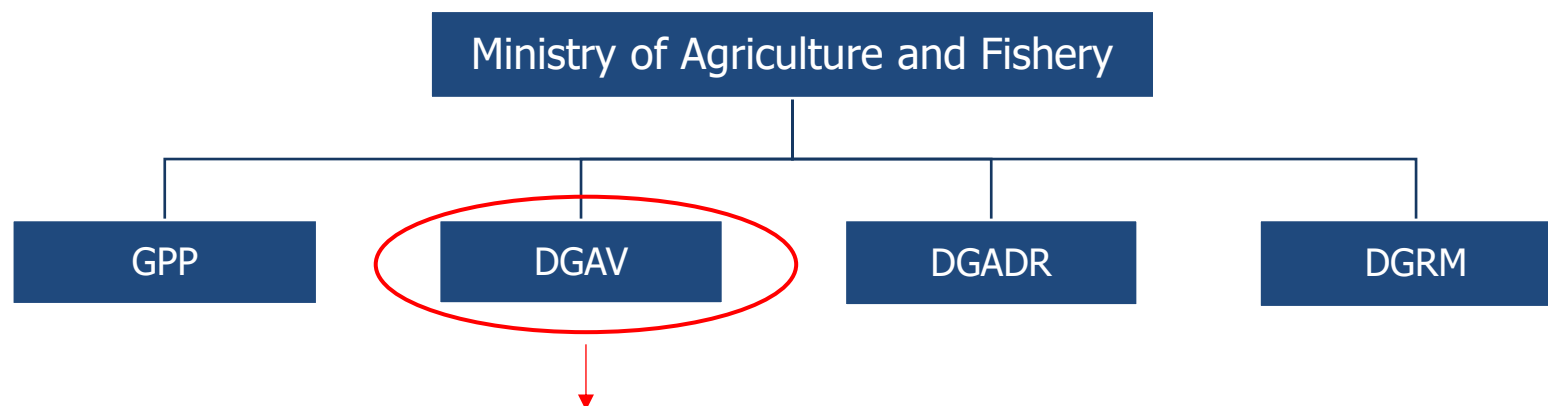 Ministry of Agriculture and Fishery
GPP
DGAV
DGADR
DGRM